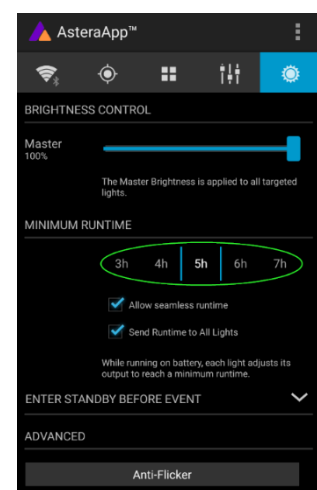 AsteraApp™
BRIGHTNESS CONTROL
Master
100%
The Master Brightness is applied to all targeted
lights.
MINIMUM RUNTIME
3h 4h 5h 6h 7h
Allow seamless runtime
Send Runtime to All Lights
While running on battery, each light adjusts its
output to reach a minimum runtime.
ENTER STANDBY BEFORE EVENT
ADVANCED
Anti-Flicker